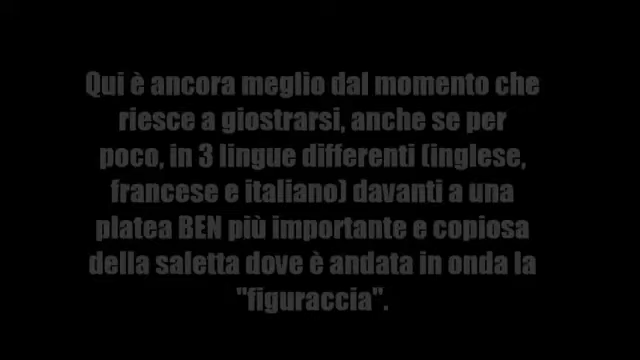 Qui è ancora meglio dal momento che
riesce a giostrarsi, anche se per
poco, in 3 lingue differenti (inglese,
francese e italiano) davanti a una
platea BEN più importante e copiosa
della saletta dove è andata in onda la
"figuraccia".